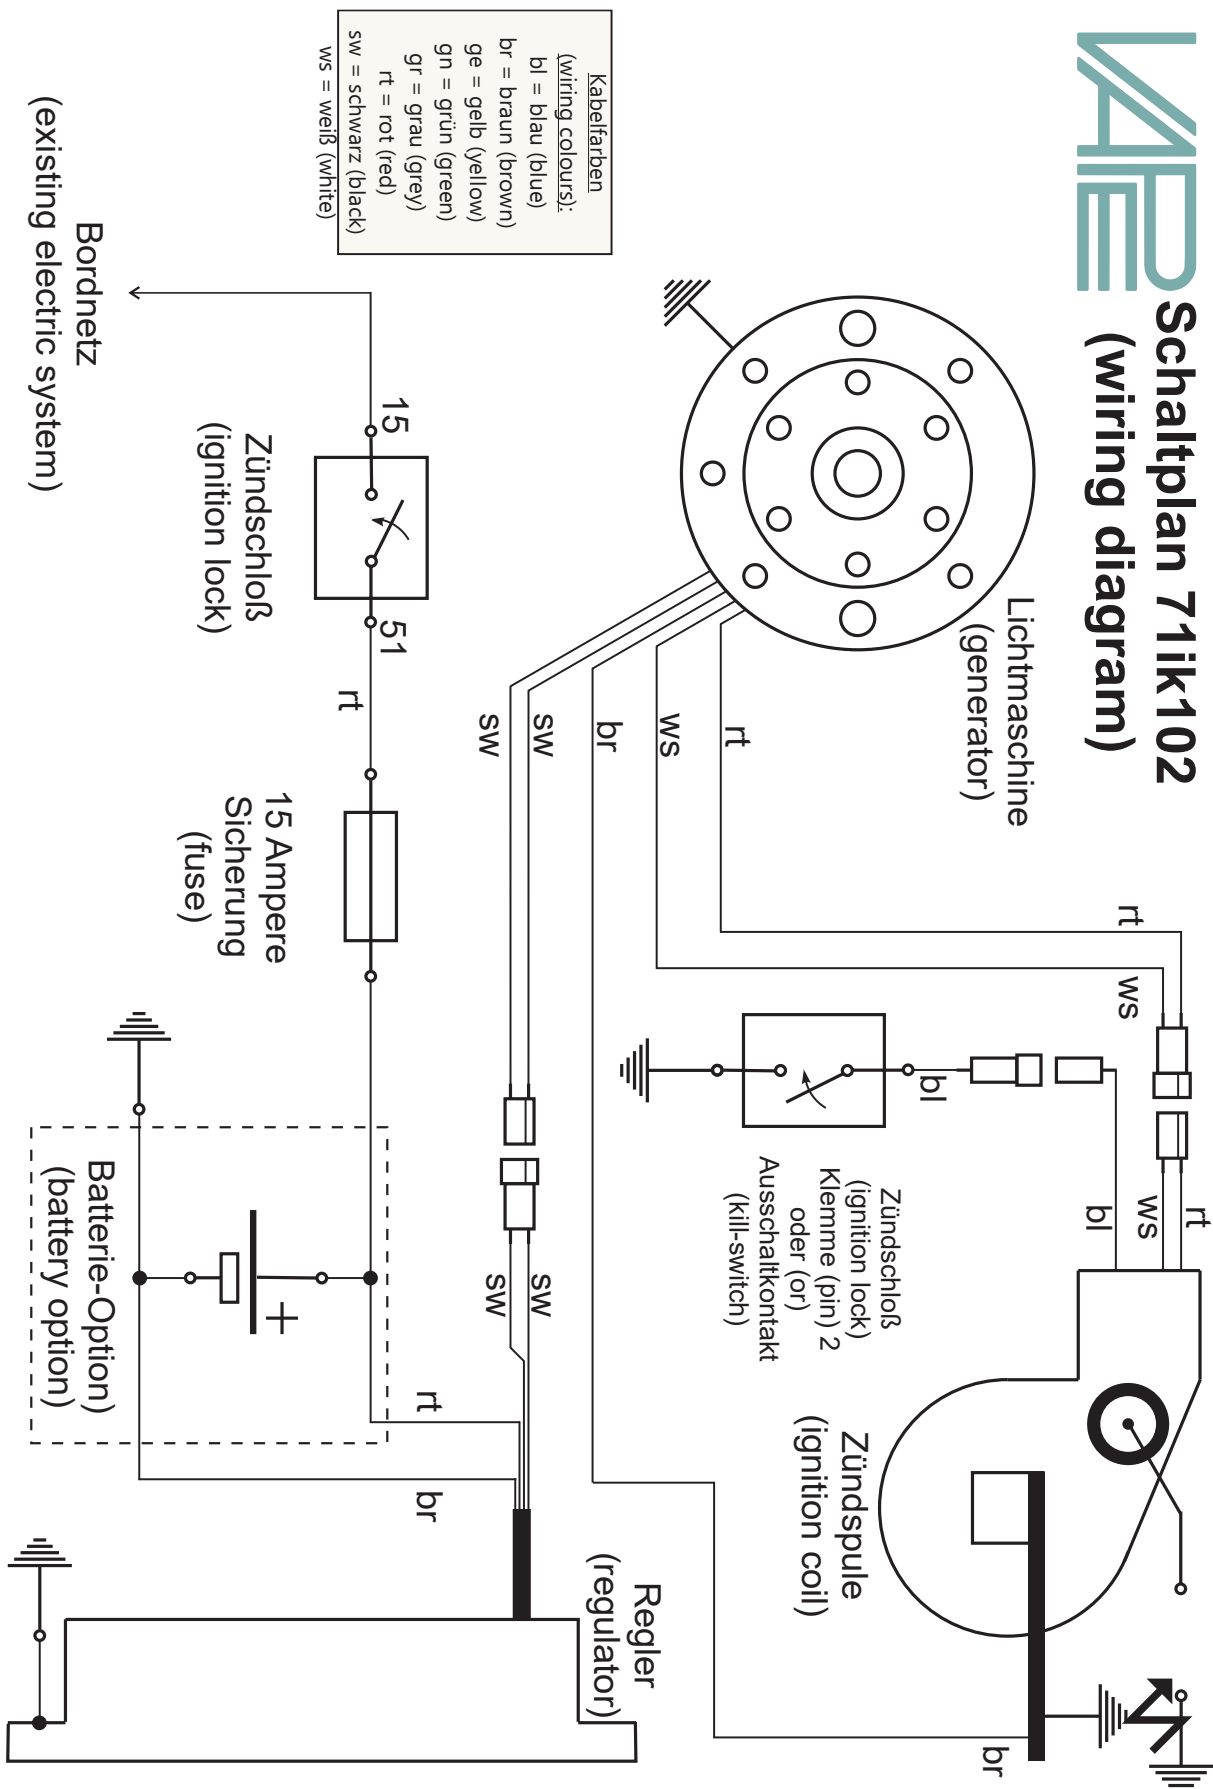 VAPE
Schaltplan 71ik102
(wiring diagram)
Kabelfarben
(wiring colours):
bl = blau (blue)
br = braun (brown)
ge = gelb (yellow)
gn = grün (green)
gr = grau (grey)
rt = rot (red)
sw = schwarz (black)
ws = weiß (white)
Lichtmaschine
(generator)
rt
ws
br
sw
sw
rt
ws
rt
ws
bl
bl
Zündschloß
(ignition lock)
Klemme (pin) 2
oder (or)
Ausschaltkontakt
(kill-switch)
Zündspule
(ignition coil)
br
sw
sw
15
51
Zündschloß
(ignition lock)
rt
15 Ampere
Sicherung
(fuse)
Bordnetz
(existing electric system)
+
Batterie-Option)
(battery option)
rt
br
Regler
(regulator)